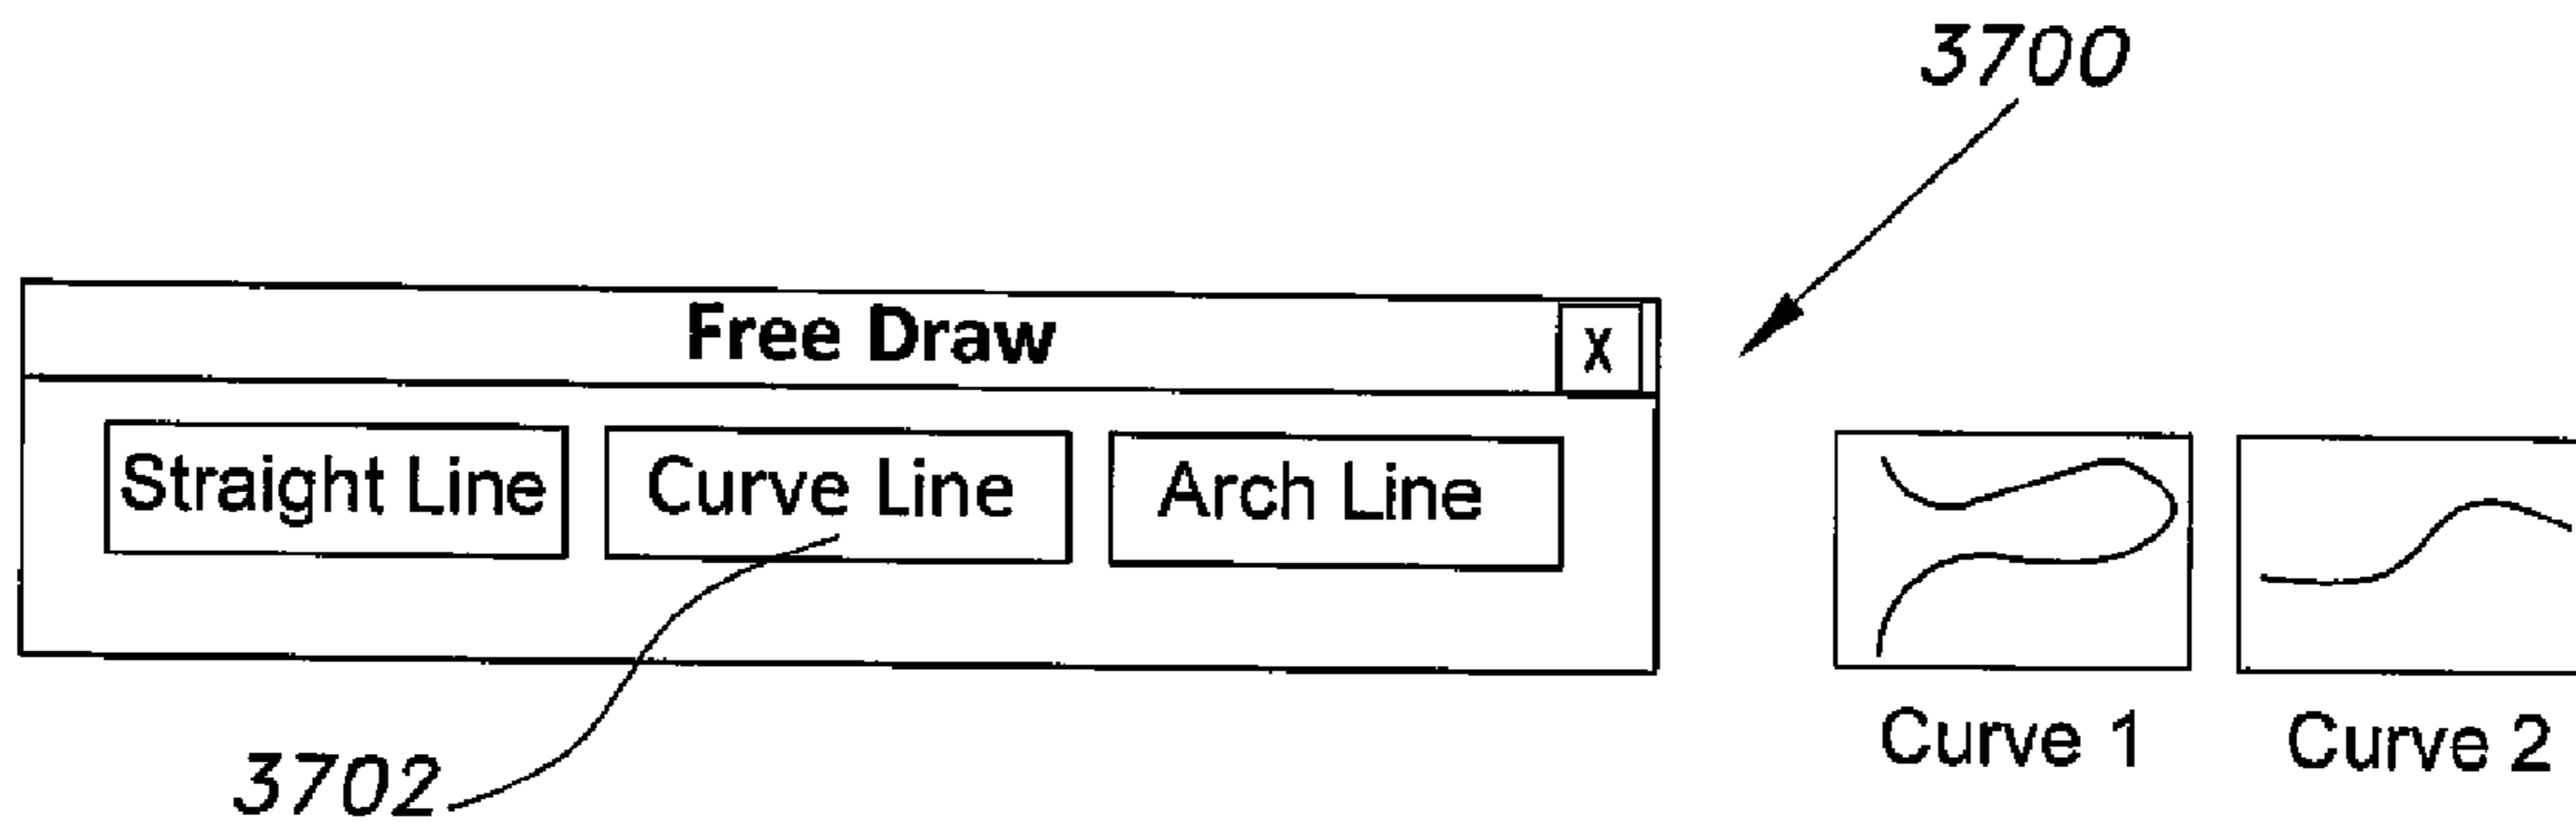 3700
Free Draw
X
Straight Line
Curve Line
Arch Line
Curve 1
Curve 2
3702